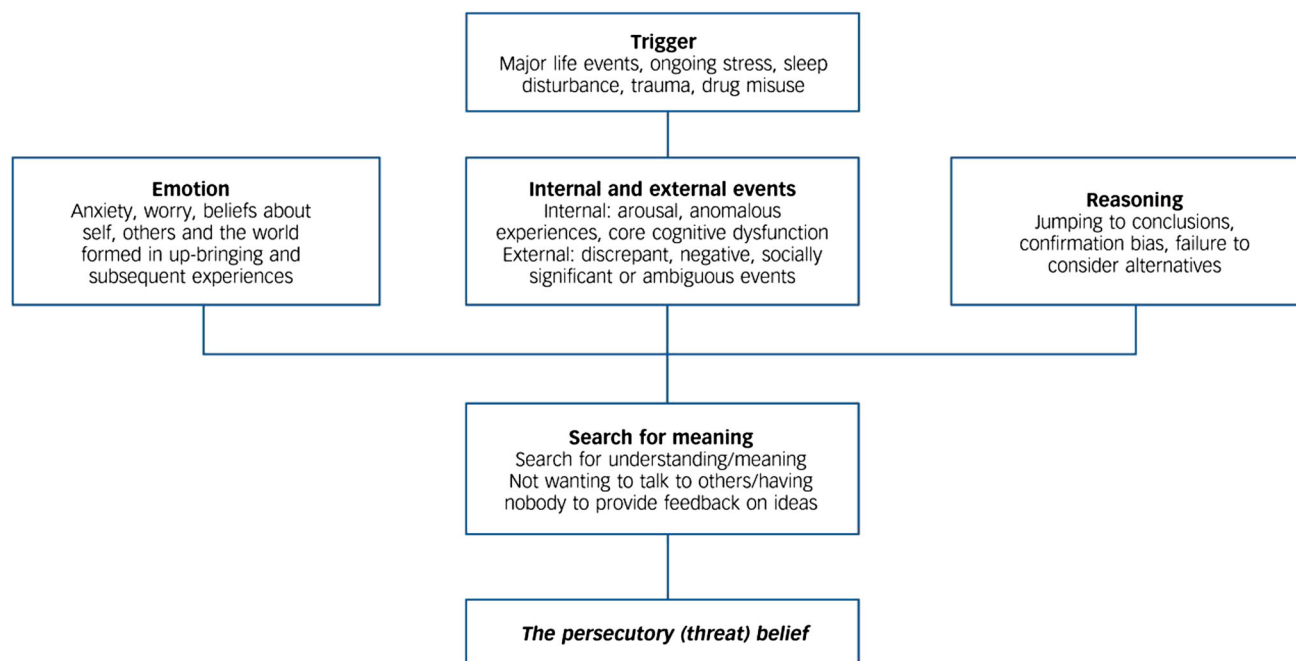 Trigger
Major life events, ongoing stress, sleep
disturbance, trauma, drug misuse
Emotion
Anxiety, worry, beliefs about
self, others and the world
formed in up-bringing and
subsequent experiences
Internal and external events
Internal: arousal, anomalous
experiences, core cognitive dysfunction
External: discrepant, negative, socially
significant or ambiguous events
Reasoning
Jumping to conclusions,
confirmation bias, failure to
consider alternatives
Search for meaning
Search for understanding/meaning
Not wanting to talk to others/having
nobody to provide feedback on ideas
The persecutory (threat) belief